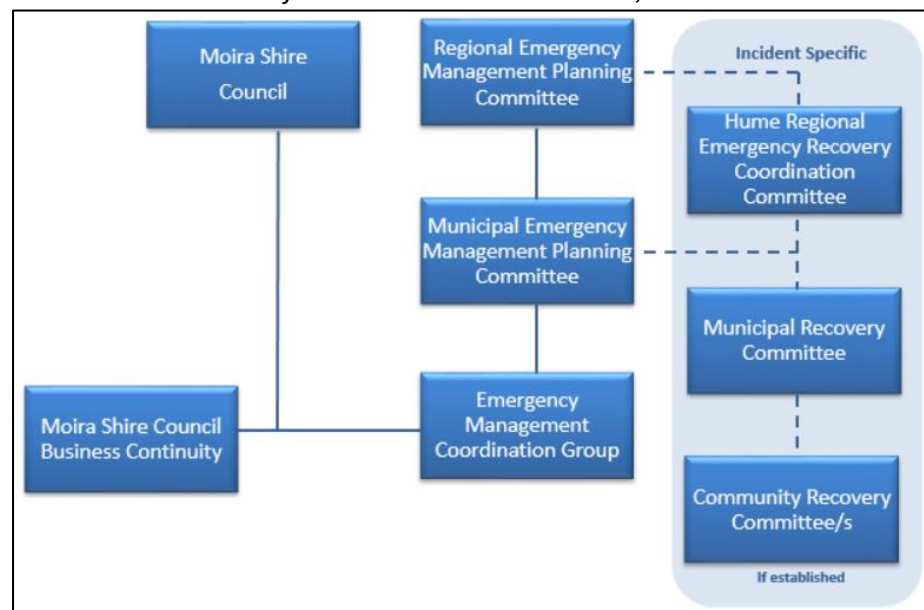 Moira Shire
Council
Regional Emergency
Management Planning
Committee
Incident Specific
Hume Regional
Emergency Recovery
Coordination
Committee
Municipal Emergency
Management Planning
Committee
Municipal Recovery
Committee
Moira Shire Council
Business Continuity
Emergency
Management
Coordination Group
Community Recovery
Committee/s
If established